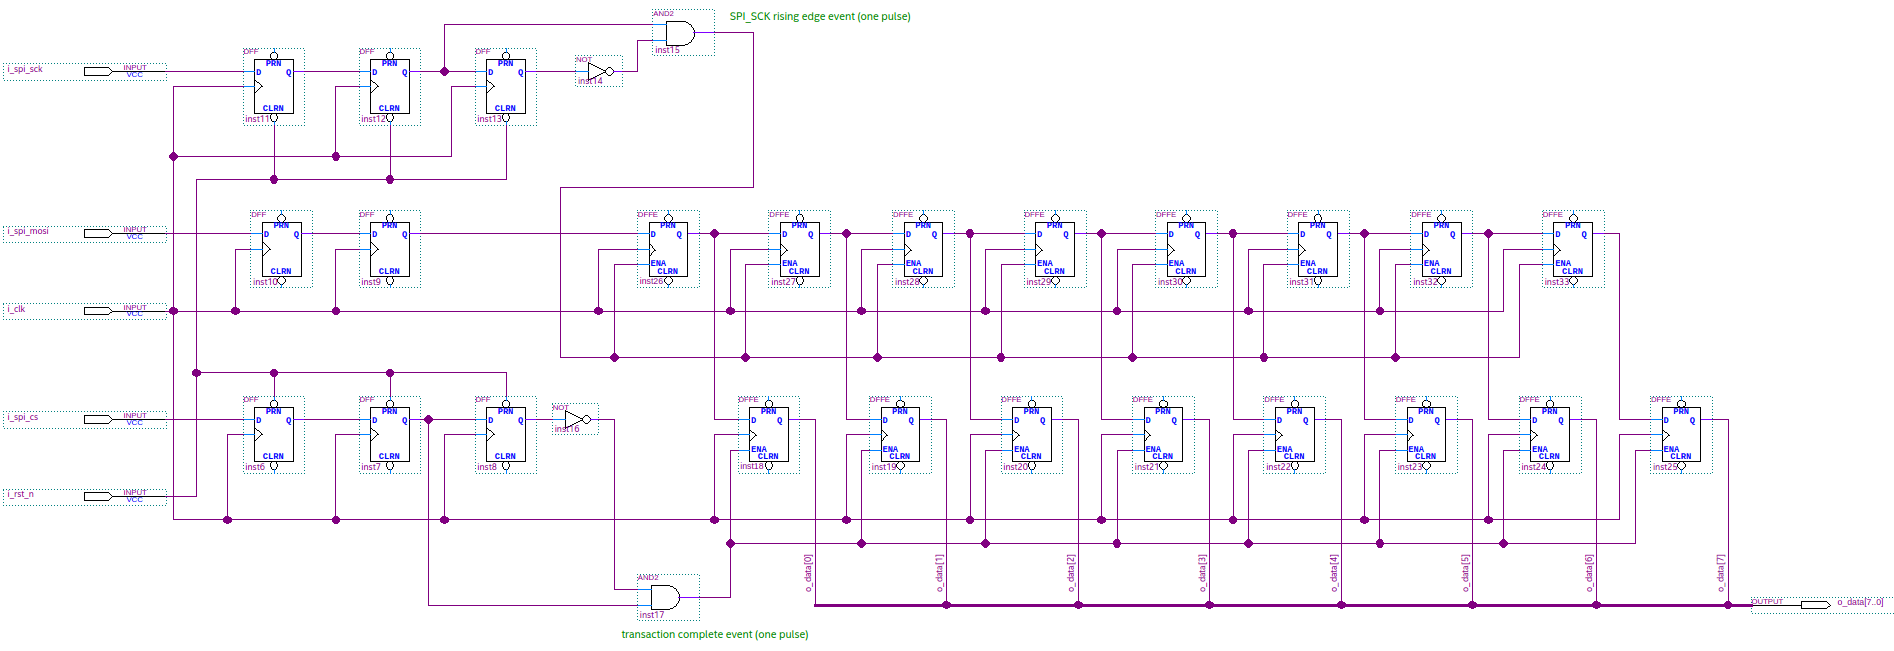 AND2
SPI_SCK rising edge event (one pulse)
inst15
DFF
DFF
DFF
NOT
i_spi_sck
INPUT
VCC
PRN
D Q
CLRN
inst11
PRN
D Q
CLRN
inst12
PRN
D Q
CLRN
inst13
inst14
DFF
DFF
DFFE
DFFE
DFFE
DFFE
DFFE
DFFE
DFFE
DFFE
i_spi_mosi
INPUT
VCC
PRN
D Q
CLRN
inst10
PRN
D Q
CLRN
inst9
PRN
D Q
ENA
CLRN
inst26
PRN
D Q
ENA
CLRN
inst27
PRN
D Q
ENA
CLRN
inst28
PRN
D Q
ENA
CLRN
inst29
PRN
D Q
ENA
CLRN
inst30
PRN
D Q
ENA
CLRN
inst31
PRN
D Q
ENA
CLRN
inst32
PRN
D Q
ENA
CLRN
inst33
i_clk
INPUT
VCC
DFF
DFF
DFF
NOT
DFFE
DFFE
DFFE
DFFE
DFFE
DFFE
DFFE
DFFE
i_spi_cs
INPUT
VCC
PRN
D Q
CLRN
inst6
PRN
D Q
CLRN
inst7
PRN
D Q
CLRN
inst8
inst16
PRN
D Q
ENA
CLRN
inst18
PRN
D Q
ENA
CLRN
inst19
PRN
D Q
ENA
CLRN
inst20
PRN
D Q
ENA
CLRN
inst21
PRN
D Q
ENA
CLRN
inst22
PRN
D Q
ENA
CLRN
inst23
PRN
D Q
ENA
CLRN
inst24
PRN
D Q
ENA
CLRN
inst25
i_rst_n
INPUT
VCC
o_data[0]
o_data[1]
o_data[2]
o_data[3]
o_data[4]
o_data[5]
o_data[6]
o_data[7]
AND2
inst17
OUTPUT
o_data[7..0]
transaction complete event (one pulse)